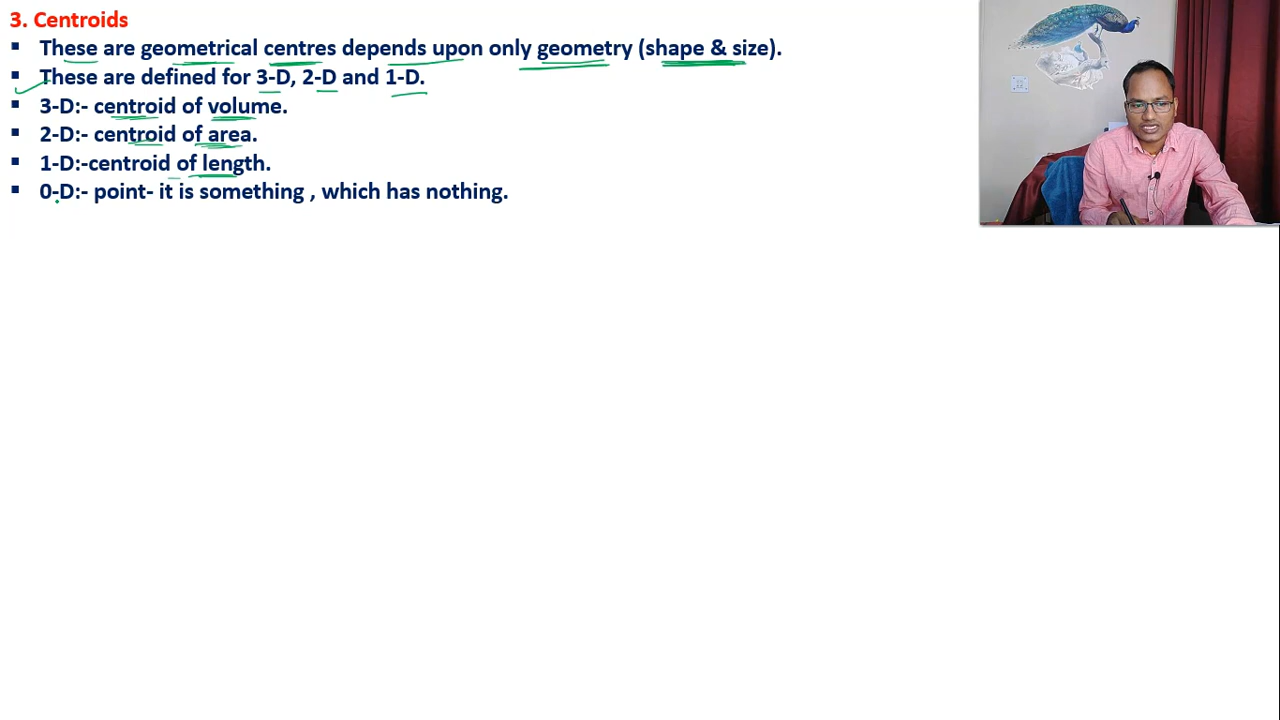 3. Centroids
▪ These are geometrical centres depends upon only geometry (shape & size).
▪ These are defined for 3-D, 2-D and 1-D.
▪ 3-D:- centroid of volume.
▪ 2-D:- centroid of area.
▪ 1-D:-centroid of length.
▪ 0-D:- point- it is something , which has nothing.